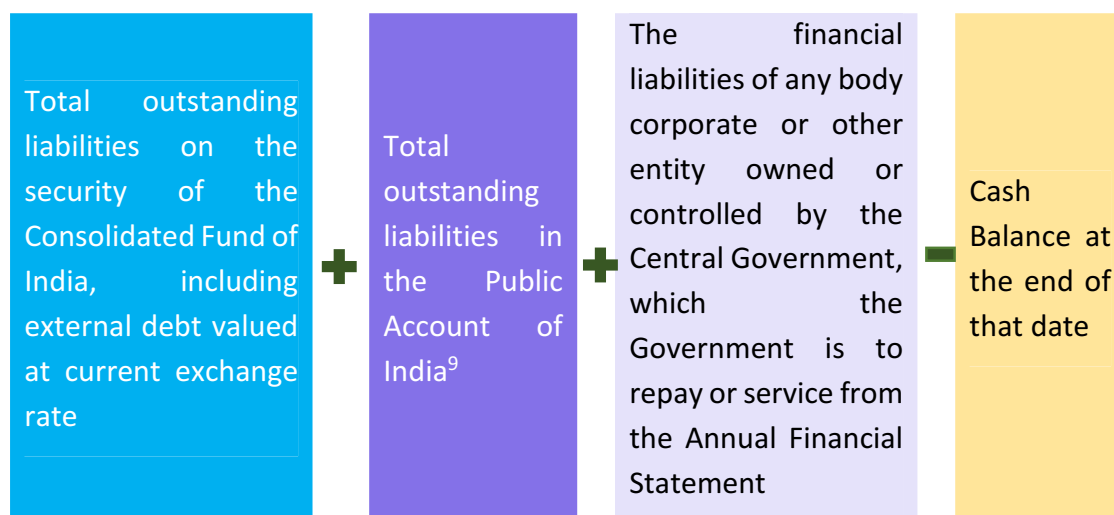 Total outstanding
liabilities on the
security of the
Consolidated Fund of
India, including
external debt valued
at current exchange
rate
Total
outstanding
liabilities in
the Public
Account of
India⁹
The financial
liabilities of any body
corporate or other
entity owned or
controlled by the
Central Government,
which the
Government is to
repay or service from
the Annual Financial
Statement
Cash
Balance at
the end of
that date